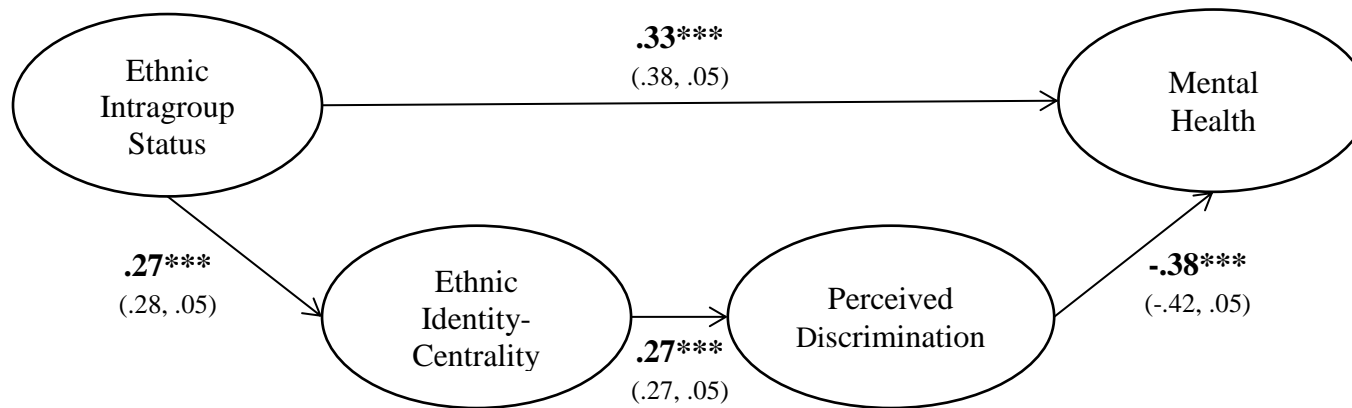 .33***
(.38, .05)
Ethnic
Intragroup
Status
Mental
Health
.27***
(.28, .05)
Ethnic
Identity-
Centrality
.27***
(.27, .05)
Perceived
Discrimination
-.38***
(-.42, .05)